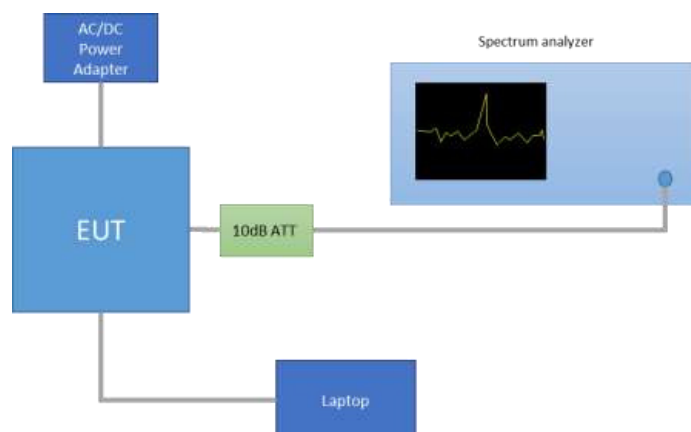 AC/DC
Power
Adapter
Spectrum analyzer
EUT
10dB ATT
Laptop